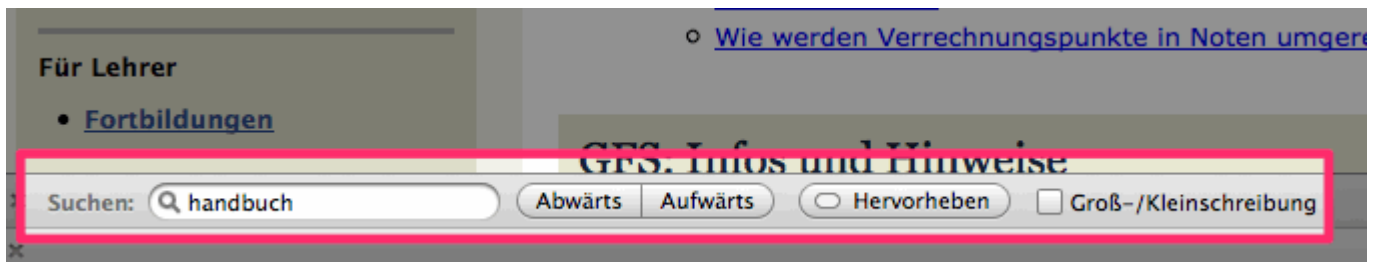 Wie werden Verrechnungspunkte in Noten umgere
Für Lehrer
Fortbildungen
GFS: Infos und Hinweise
Suchen: handbuch Abwärts Aufwärts Hervorheben Groß-/Kleinschreibung